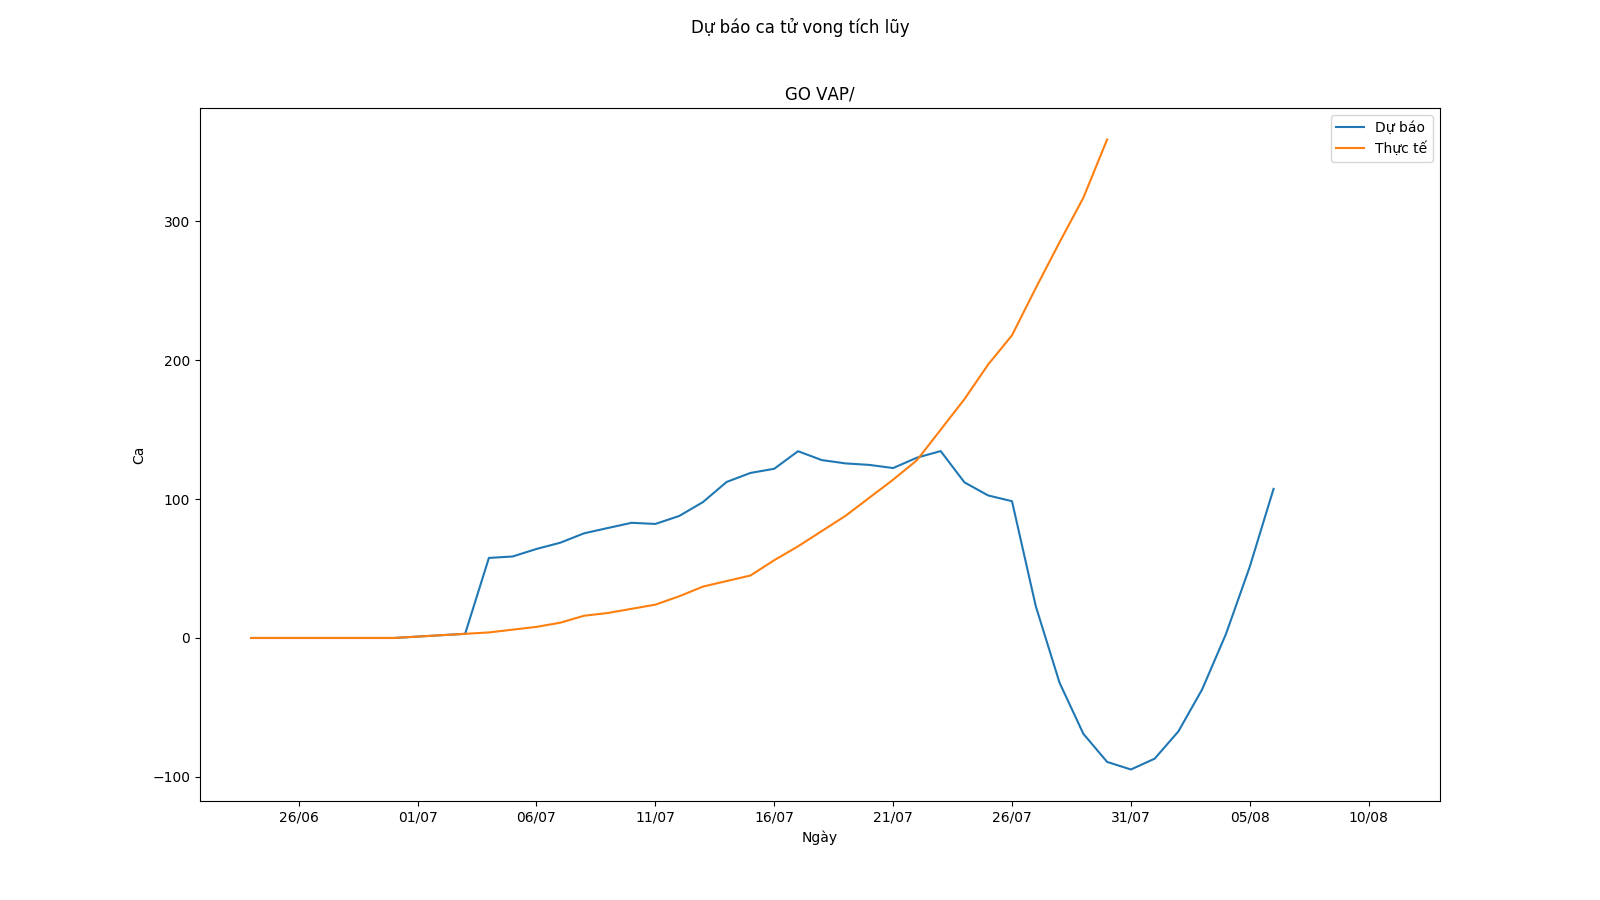 Dự báo ca tử vong tích lũy
GO VAP/
Dự báo
Thực tế
300
200
100
0
−100
Ca
26/06
01/07
06/07
11/07
16/07
21/07
26/07
31/07
05/08
10/08
Ngày